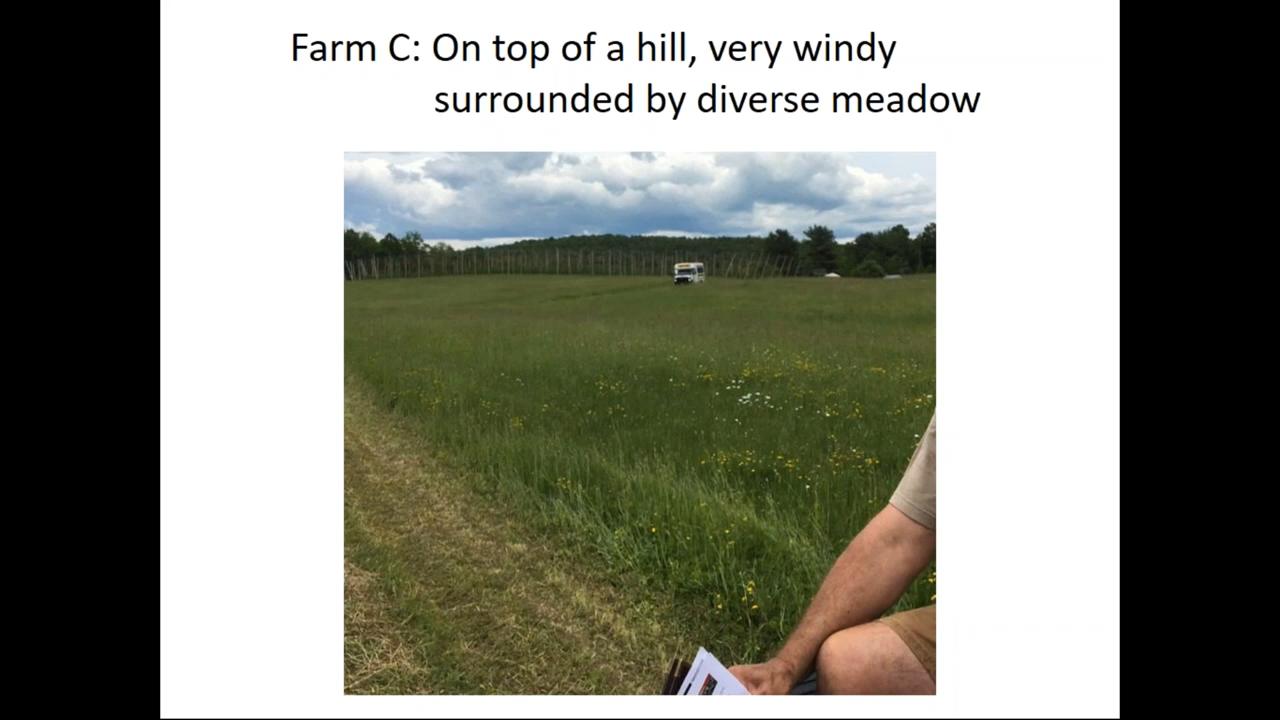 Farm C: On top of a hill, very windy
surrounded by diverse meadow